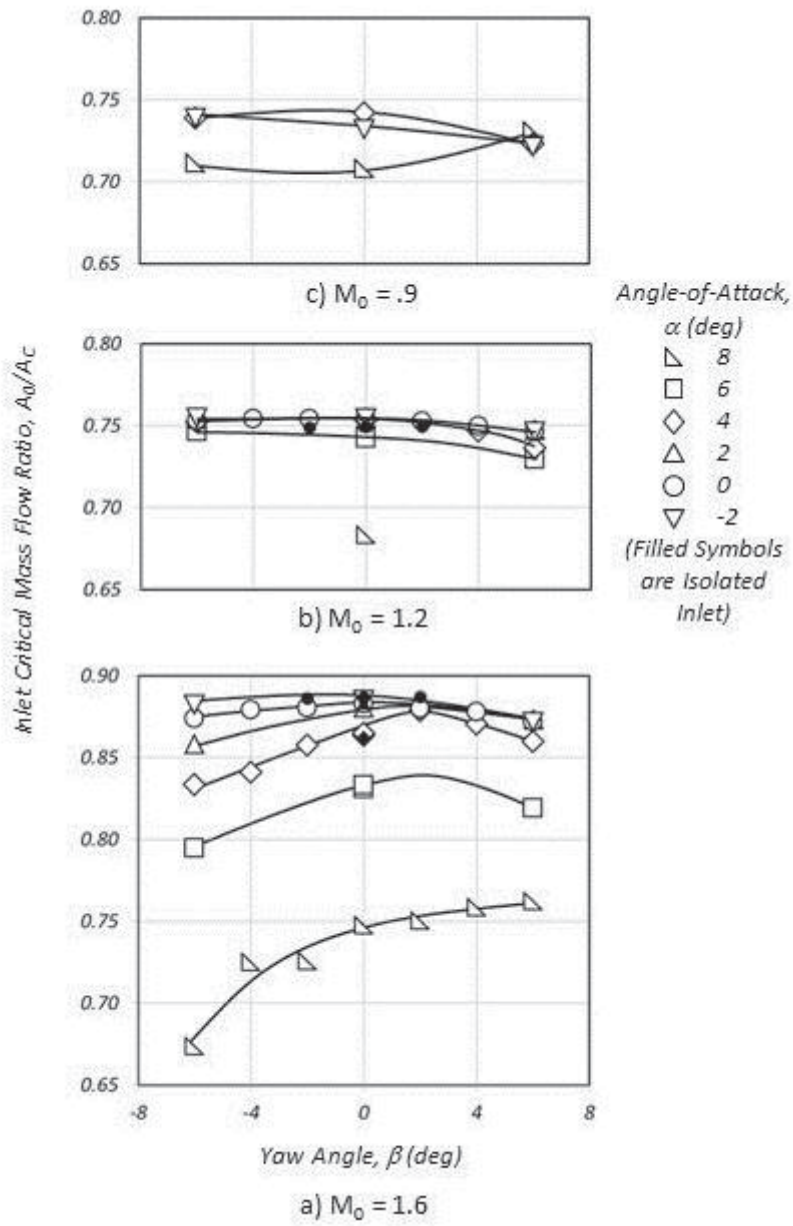 0.80
0.75
0.70
0.65
c) M0 = .9
0.80
0.75
0.70
0.65
b) M0 = 1.2
0.90
0.85
0.80
0.75
0.70
0.65
-8 -4 0 4 8
Yaw Angle, β (deg)
a) M0 = 1.6
Inlet Critical Mass Flow Ratio, A0/AC
Angle-of-Attack,
α (deg)
8
6
4
2
0
-2
(Filled Symbols
are Isolated
Inlet)